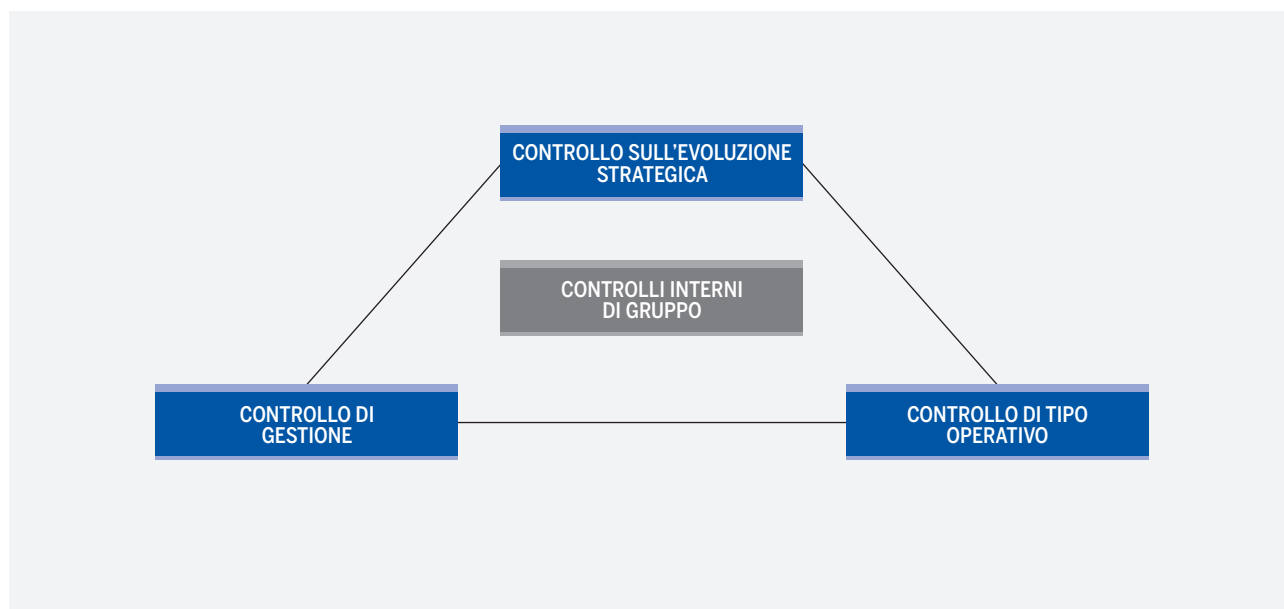 CONTROLLO SULL'EVOLUZIONE
STRATEGICA
CONTROLLI INTERNI
DI GRUPPO
CONTROLLO DI
GESTIONE
CONTROLLO DI TIPO
OPERATIVO